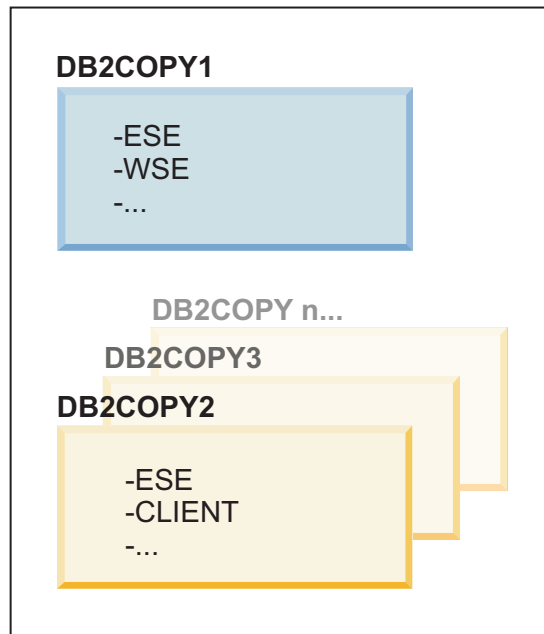 DB2COPY1
-ESE
-WSE
-...
DB2COPY n...
DB2COPY3
DB2COPY2
-ESE
-CLIENT
-...